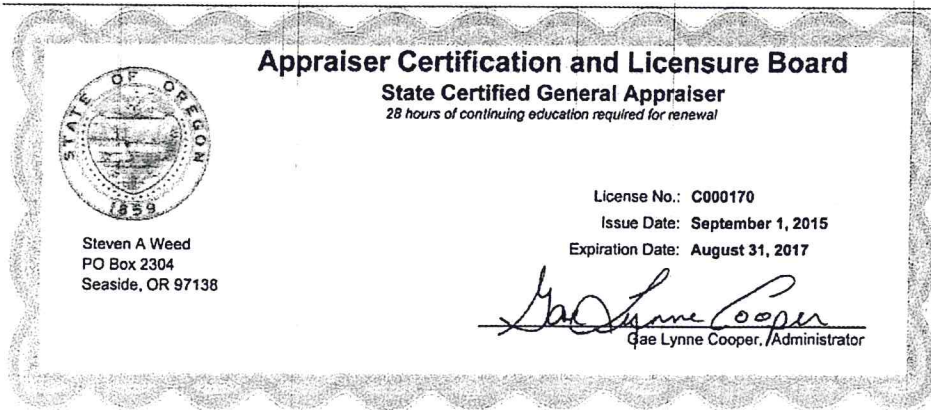 Appraiser Certification and Licensure Board
State Certified General Appraiser
28 hours of continuing education required for renewal
STATE OF OREGON
1859
License No.: C000170
Issue Date: September 1, 2015
Expiration Date: August 31, 2017
Steven A Weed
PO Box 2304
Seaside, OR 97138
Gae Lynne Cooper
Gae Lynne Cooper, Administrator